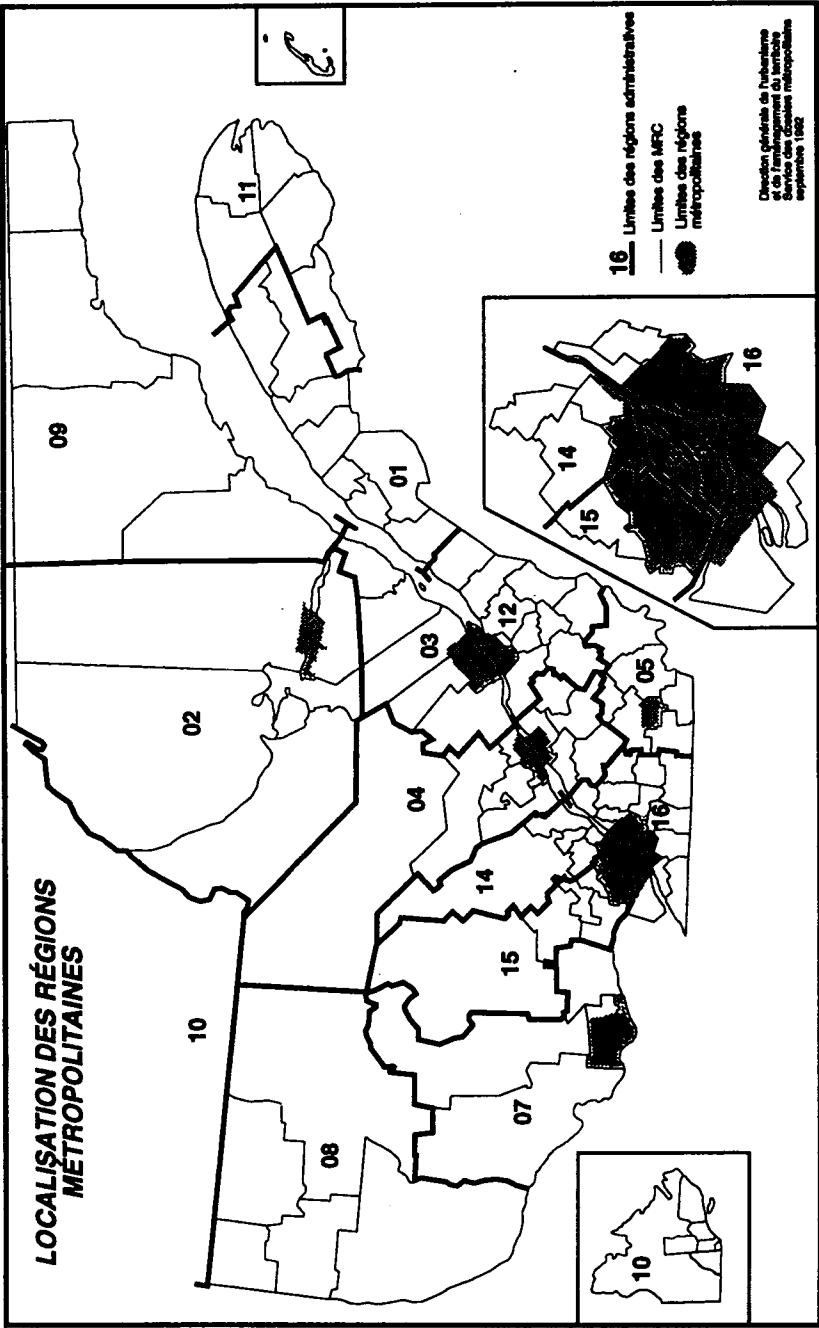 LOCALISATION DES RÉGIONS
MÉTROPOLITAINES
10
02
09
11
08
04
03
01
12
07
15
14
05
16
10
14
15
16
16 Limites des régions administratives
Limites des MRC
Limites des régions
métropolitaines
Direction générale de l'urbanisme
et de l'aménagement du territoire
Service des dossiers métropolitains
septembre 1992